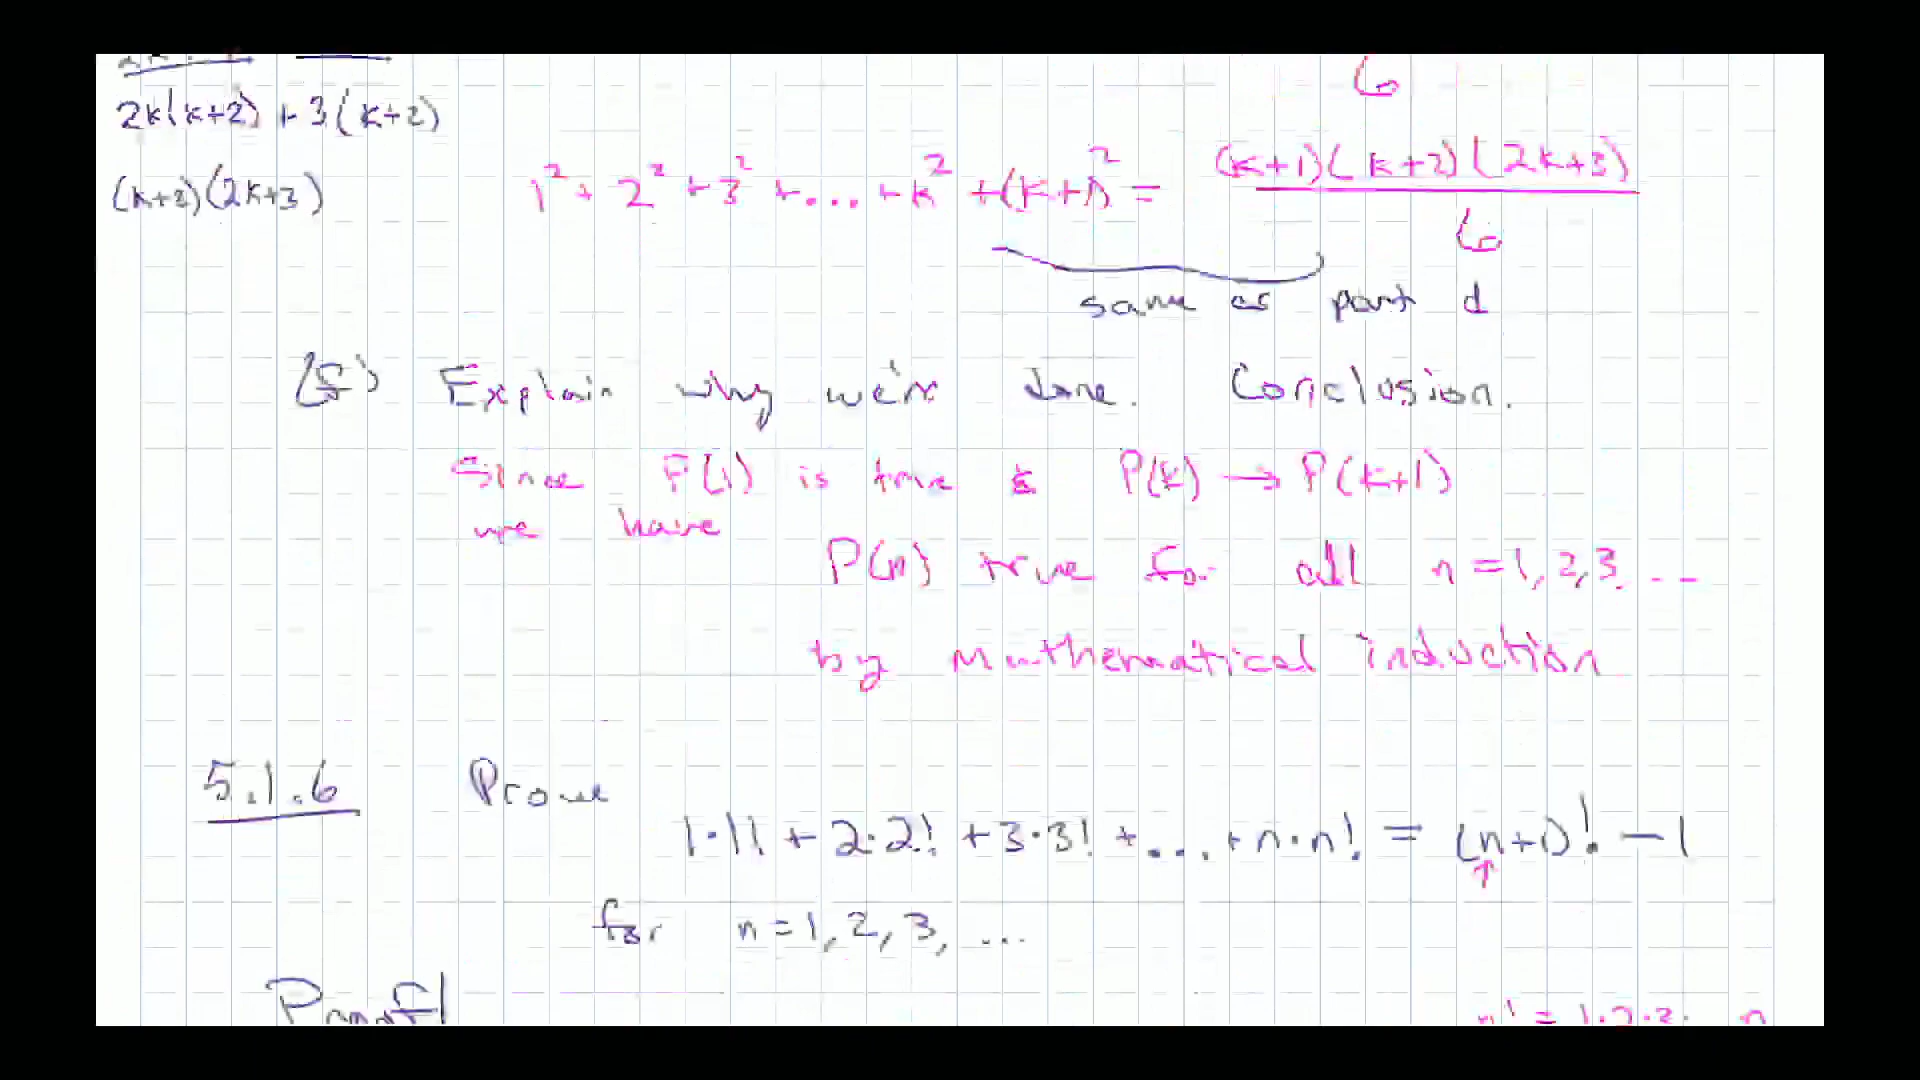 2k(k+2) + 3(k+2)
6
(k+2)(2k+3)
1² + 2² + 3² + ... + k² + (k+1)² = (k+1)(k+2)(2k+3)
6
same as part d
(f) Explain why we're done. Conclusion.
Since P(1) is true & P(k) → P(k+1)
we have
P(n) true for all n = 1, 2, 3, ...
by mathematical induction
5.1.6 Prove
1·1! + 2·2! + 3·3! + ... + n·n! = (n+1)! - 1
for n = 1, 2, 3, ...
Proof